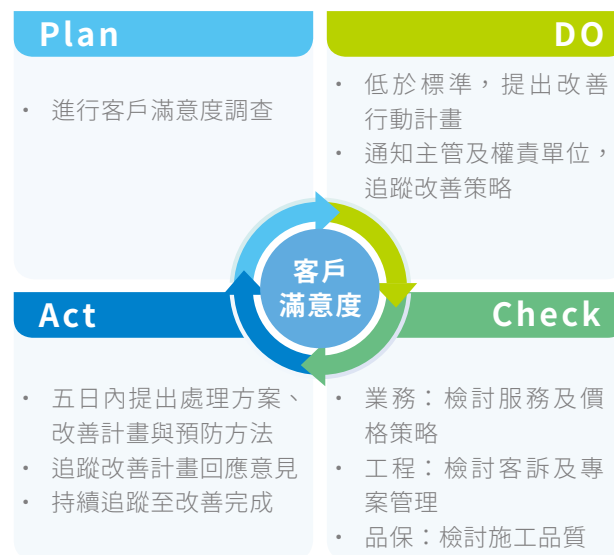 Plan
・ 進行客戶滿意度調查
DO
・ 低於標準，提出改善
行動計畫
・ 通知主管及權責單位，
追蹤改善策略
客戶
滿意度
Act
・ 五日內提出處理方案、
改善計畫與預防方法
・ 追蹤改善計畫回應意見
・ 持續追蹤至改善完成
Check
・ 業務：檢討服務及價
格策略
・ 工程：檢討客訴及專
案管理
・ 品保：檢討施工品質